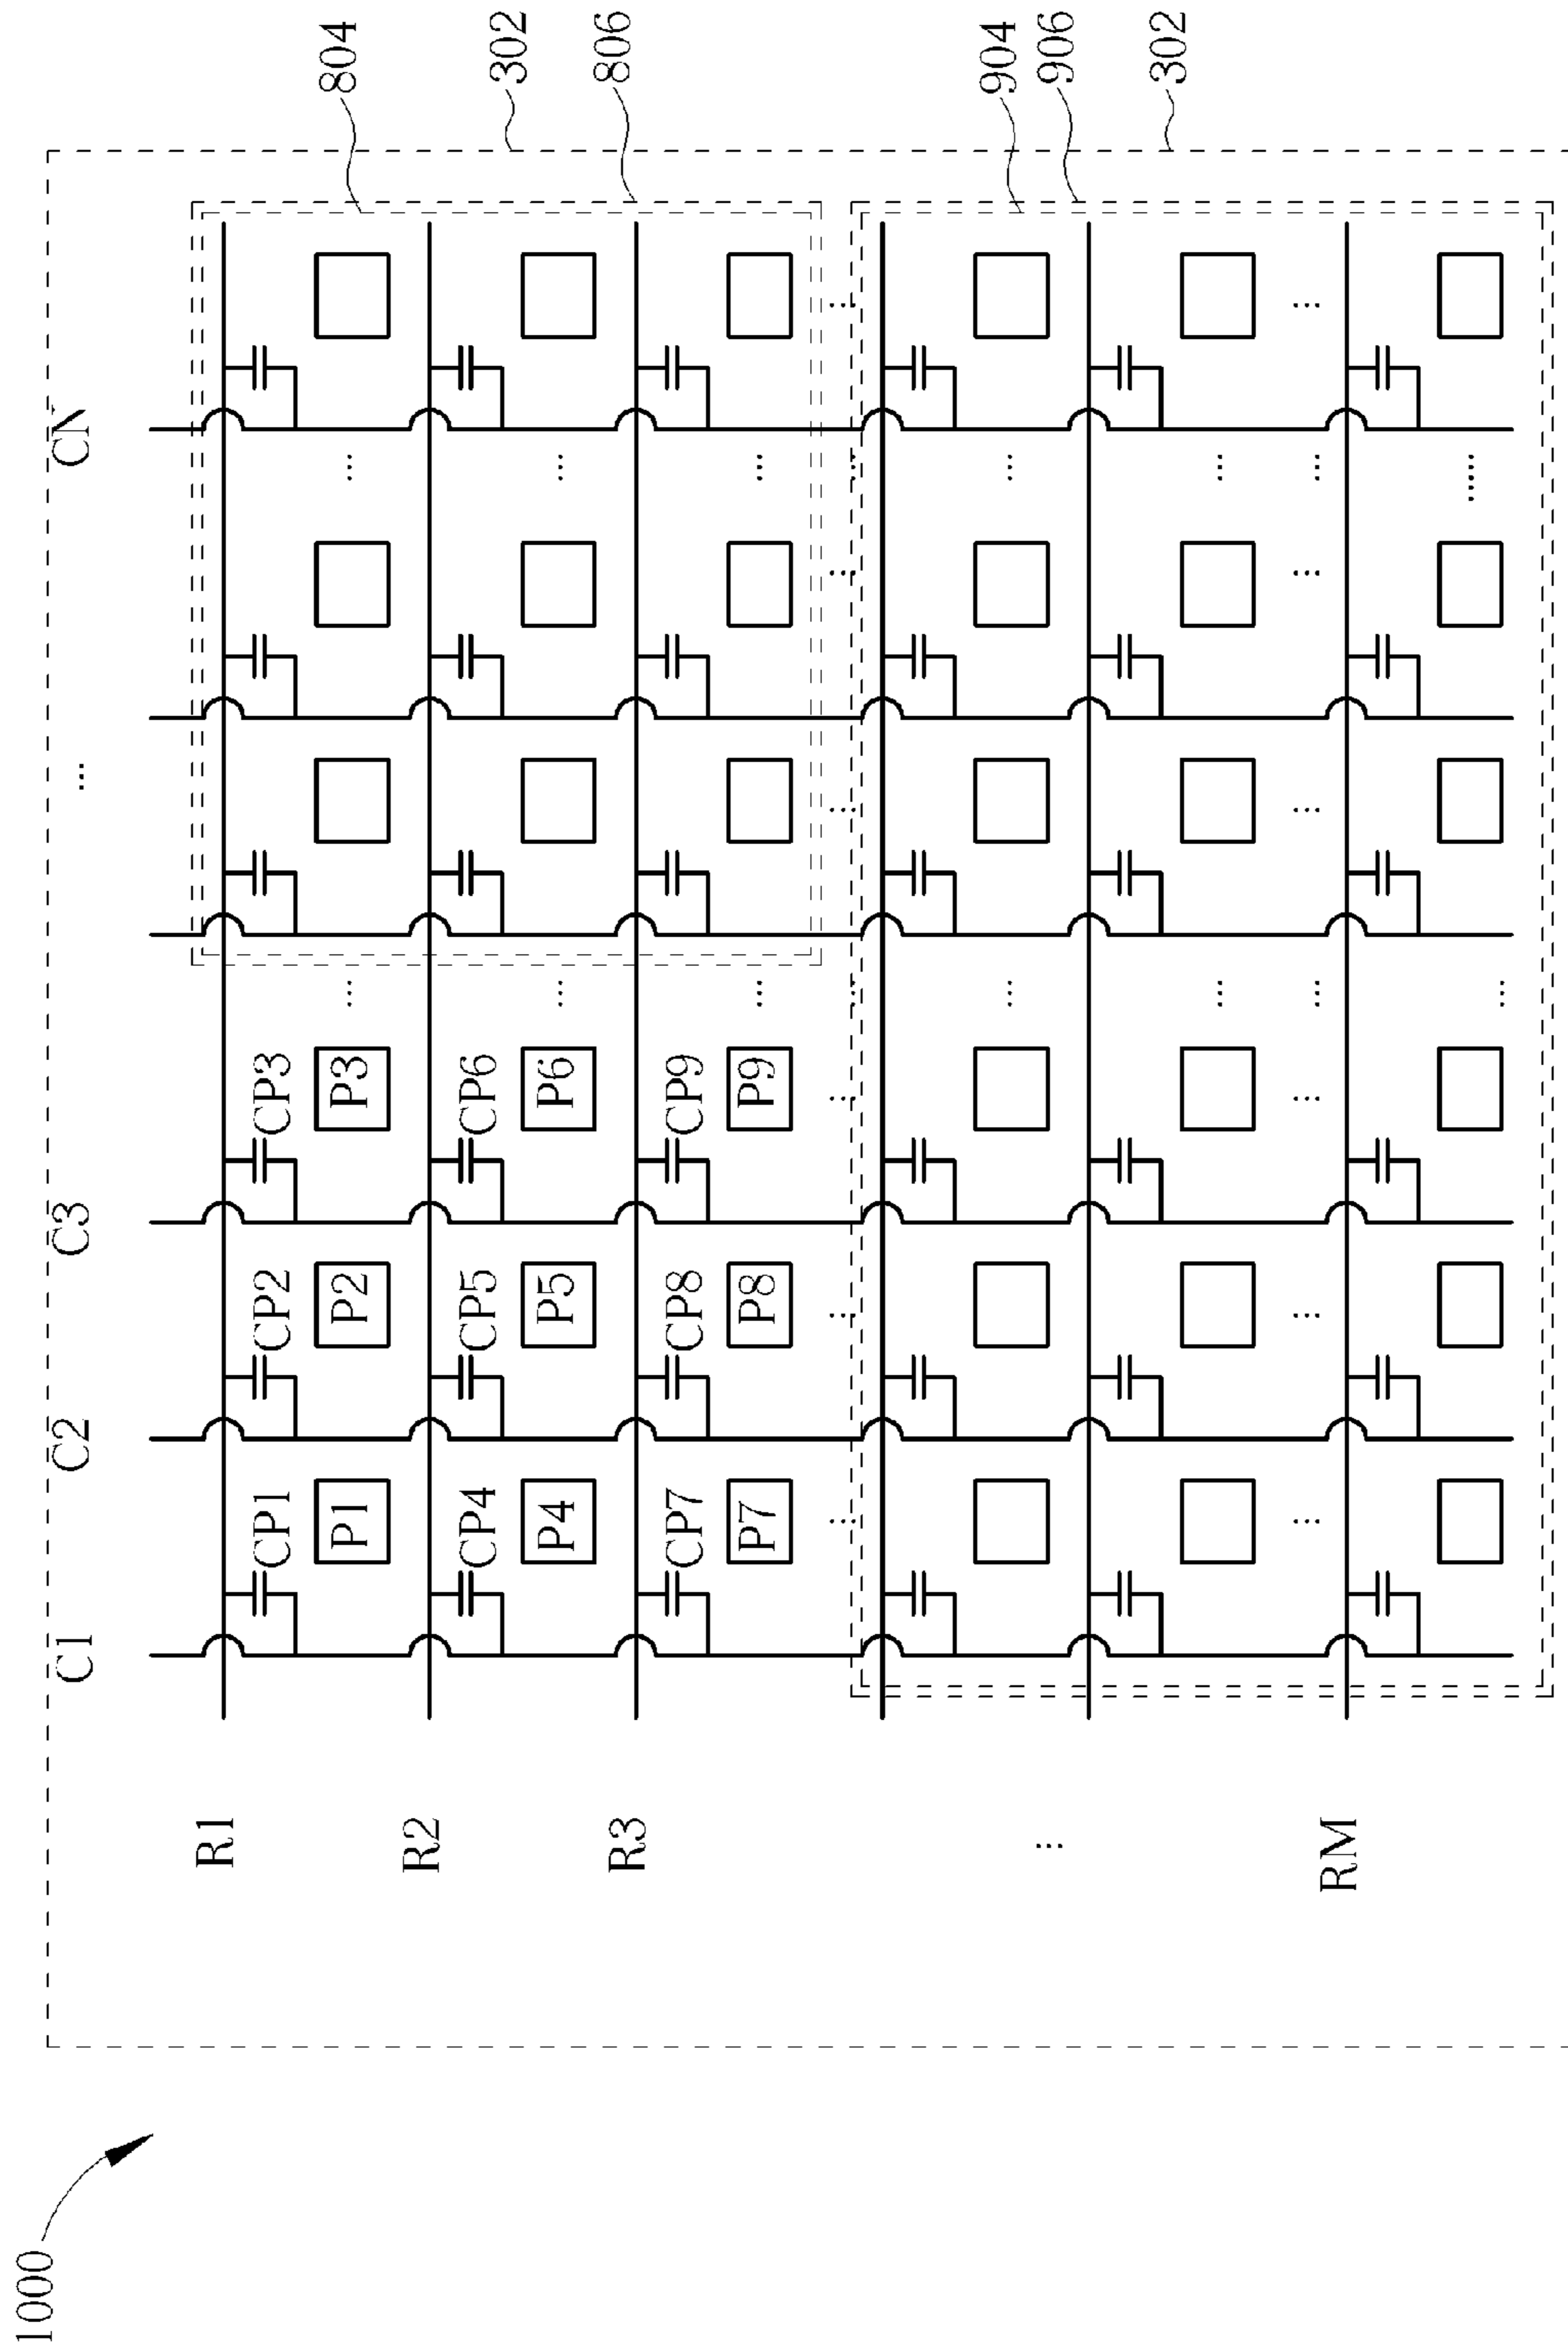 1000
C1 C2 C3 ... CN
R1
CP1 CP2 CP3
P1 P2 P3 ... ...
804
R2
302
CP4 CP5 CP6
P4 P5 P6 ... ...
R3
806
CP7 CP8 CP9
P7 P8 P9 ... ...
904
...
906
302
RM